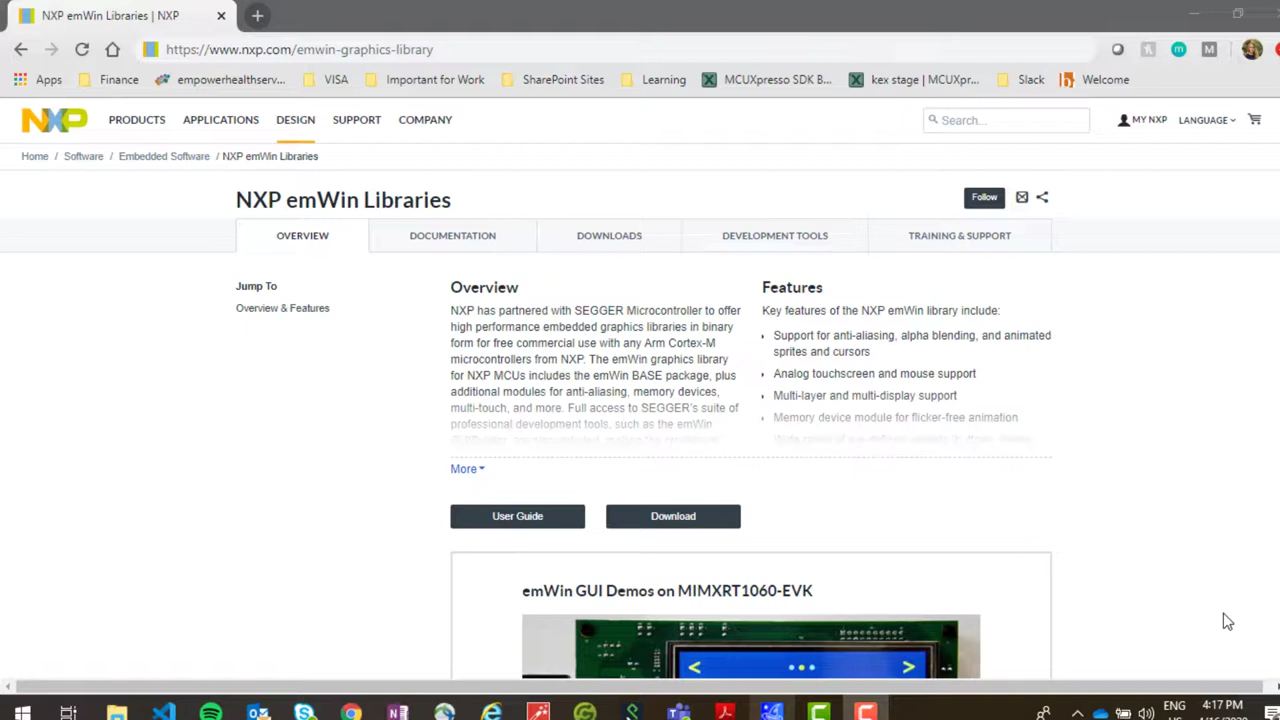 NXP emWin Libraries | NXP
https://www.nxp.com/emwin-graphics-library
Apps Finance empowerhealthserv... VISA Important for Work SharePoint Sites Learning MCUXpresso SDK B... kex stage | MCUXpr... Slack Welcome
NXP PRODUCTS APPLICATIONS DESIGN SUPPORT COMPANY Search... MY NXP LANGUAGE
Home / Software / Embedded Software / NXP emWin Libraries
NXP emWin Libraries
Follow
OVERVIEW DOCUMENTATION DOWNLOADS DEVELOPMENT TOOLS TRAINING & SUPPORT
Jump To
Overview & Features
Overview
NXP has partnered with SEGGER Microcontroller to offer
high performance embedded graphics libraries in binary
form for free commercial use with any Arm Cortex-M
microcontrollers from NXP. The emWin graphics library
for NXP MCUs includes the emWin BASE package, plus
additional modules for anti-aliasing, memory devices,
multi-touch, and more. Full access to SEGGER's suite of
professional development tools, such as the emWin
More
Features
Key features of the NXP emWin library include:
Support for anti-aliasing, alpha blending, and animated
sprites and cursors
Analog touchscreen and mouse support
Multi-layer and multi-display support
Memory device module for flicker-free animation
User Guide Download
emWin GUI Demos on MIMXRT1060-EVK
ENG
4:17 PM